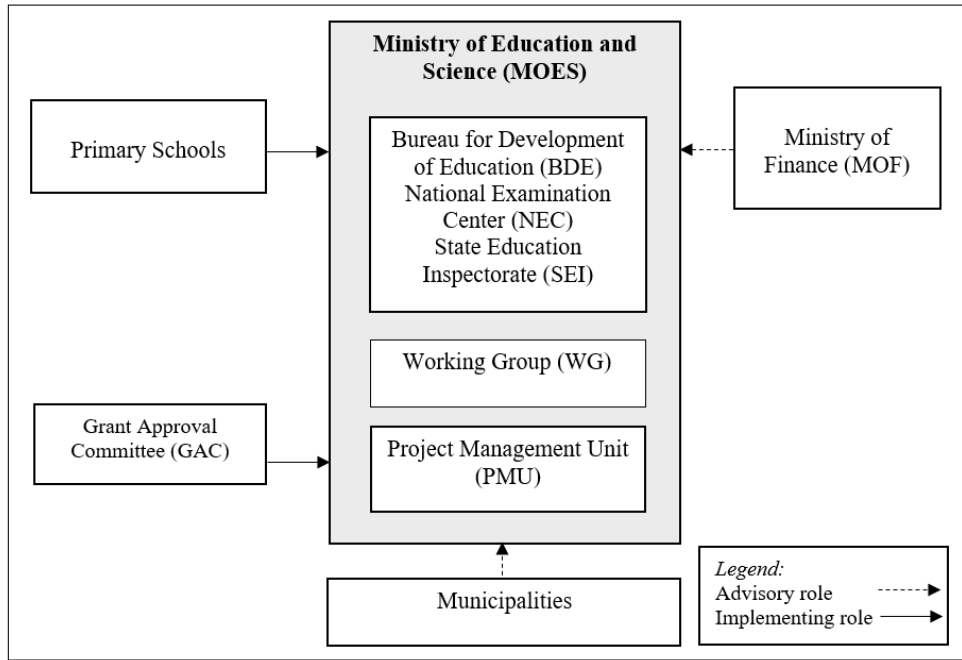 Ministry of Education and
Science (MOES)
Primary Schools
Bureau for Development
of Education (BDE)
National Examination
Center (NEC)
State Education
Inspectorate (SEI)
Ministry of
Finance (MOF)
Working Group (WG)
Grant Approval
Committee (GAC)
Project Management Unit
(PMU)
Municipalities
Legend:
Advisory role
Implementing role